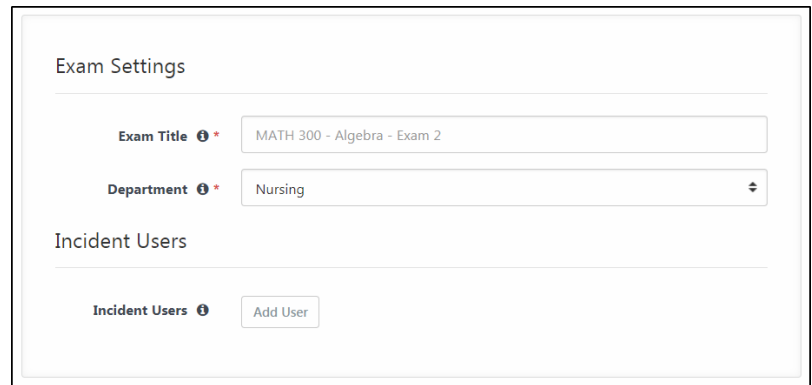 Exam Settings
Exam Title *
MATH 300 - Algebra - Exam 2
Department *
Nursing
Incident Users
Incident Users
Add User